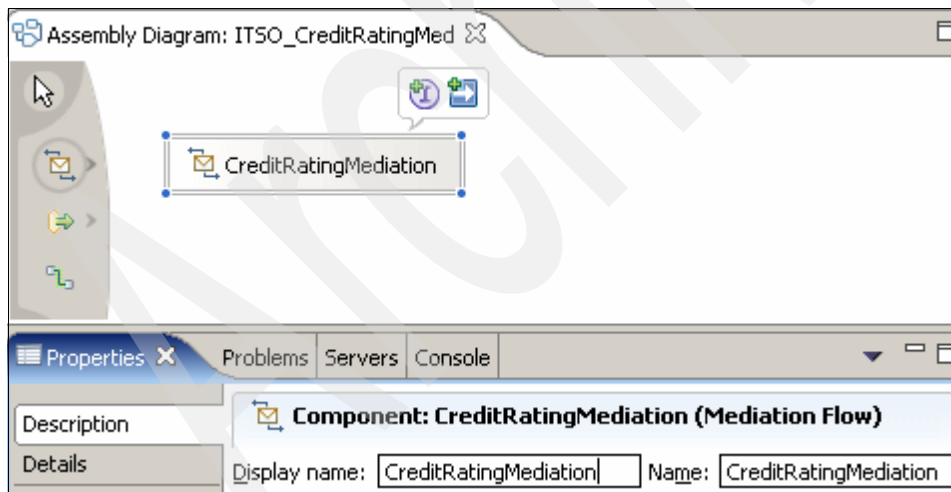 Assembly Diagram: ITSO_CreditRatingMed
CreditRatingMediation
Properties Problems Servers Console
Description
Component: CreditRatingMediation (Mediation Flow)
Details
Display name: CreditRatingMediation Name: CreditRatingMediation